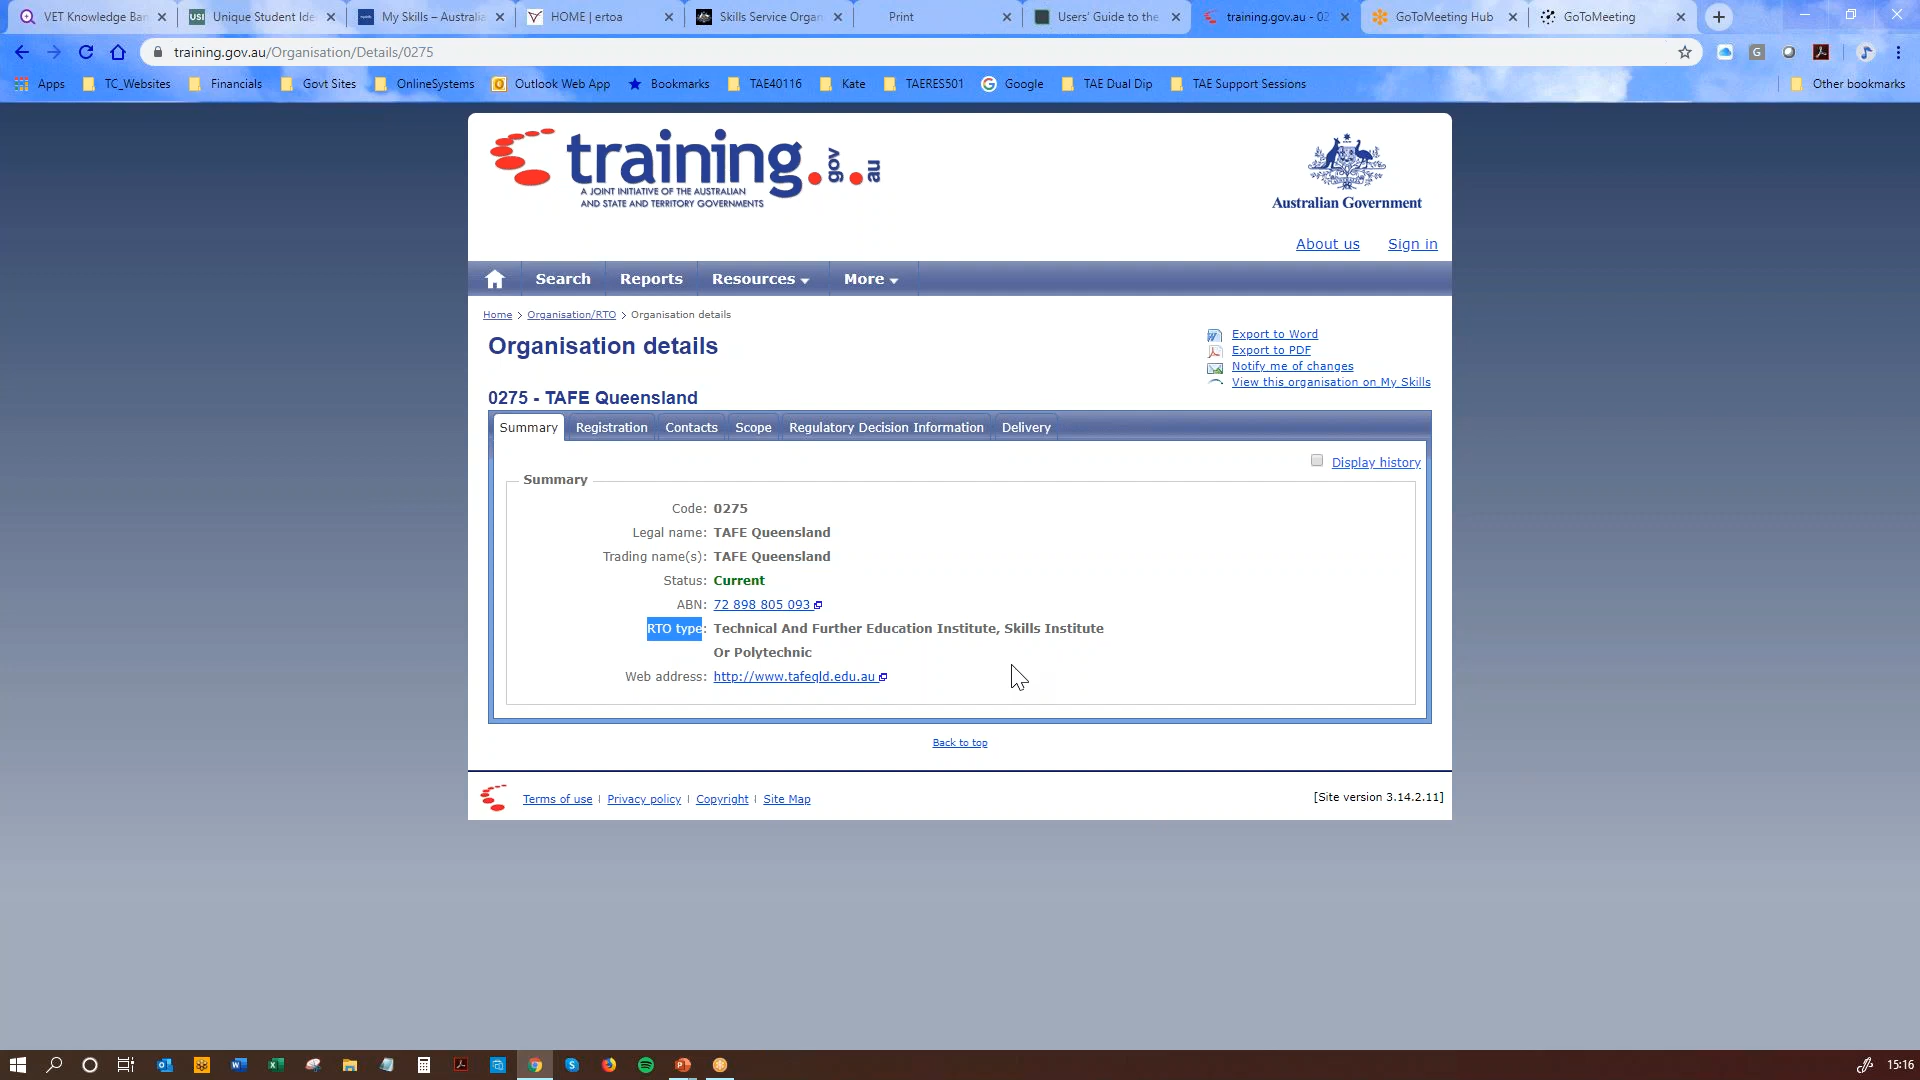 VET Knowledge Ban
USI Unique Student Ide
My Skills – Australia
HOME | ertoa
Skills Service Organ
Print
Users' Guide to the
training.gov.au - 02
GoToMeeting Hub
GoToMeeting
training.gov.au/Organisation/Details/0275
Apps
TC_Websites
Financials
Govt Sites
OnlineSystems
Outlook Web App
Bookmarks
TAE40116
Kate
TAERES501
Google
TAE Dual Dip
TAE Support Sessions
Other bookmarks
training.gov.au
A JOINT INITIATIVE OF THE AUSTRALIAN
AND STATE AND TERRITORY GOVERNMENTS
Australian Government
About us Sign in
Search Reports Resources More
Home > Organisation/RTO > Organisation details
Organisation details
Export to Word
Export to PDF
Notify me of changes
View this organisation on My Skills
0275 - TAFE Queensland
Summary Registration Contacts Scope Regulatory Decision Information Delivery
Display history
Summary
Code: 0275
Legal name: TAFE Queensland
Trading name(s): TAFE Queensland
Status: Current
ABN: 72 898 805 093
RTO type: Technical And Further Education Institute, Skills Institute
Or Polytechnic
Web address: http://www.tafeqld.edu.au
Back to top
Terms of use | Privacy policy | Copyright | Site Map
[Site version 3.14.2.11]
15:16